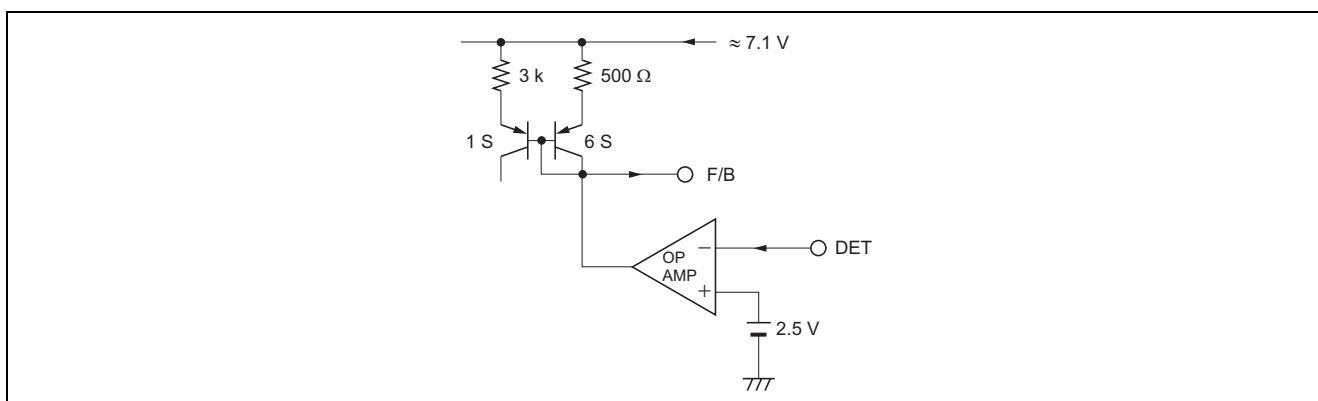 ≈ 7.1 V
3 k
500 Ω
1 S
6 S
F/B
OP
AMP
−
+
DET
2.5 V